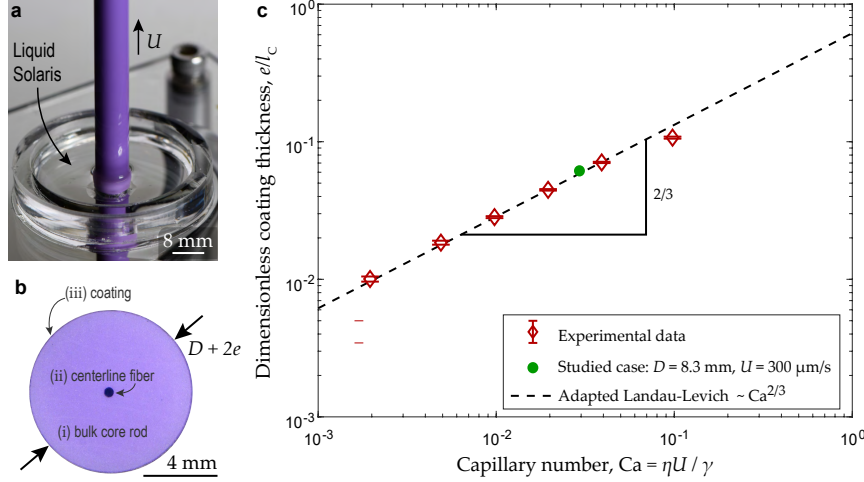 a
U
Liquid
Solaris
8 mm
b
(iii) coating
D + 2e
(ii) centerline fiber
(i) bulk core rod
4 mm
c
Dimensionless coating thickness, e/l_C
10^0
10^-1
10^-2
10^-3
2/3
Experimental data
Studied case: D = 8.3 mm, U = 300 µm/s
Adapted Landau-Levich ~ Ca^2/3
10^-3
10^-2
10^-1
10^0
Capillary number, Ca = ηU / γ